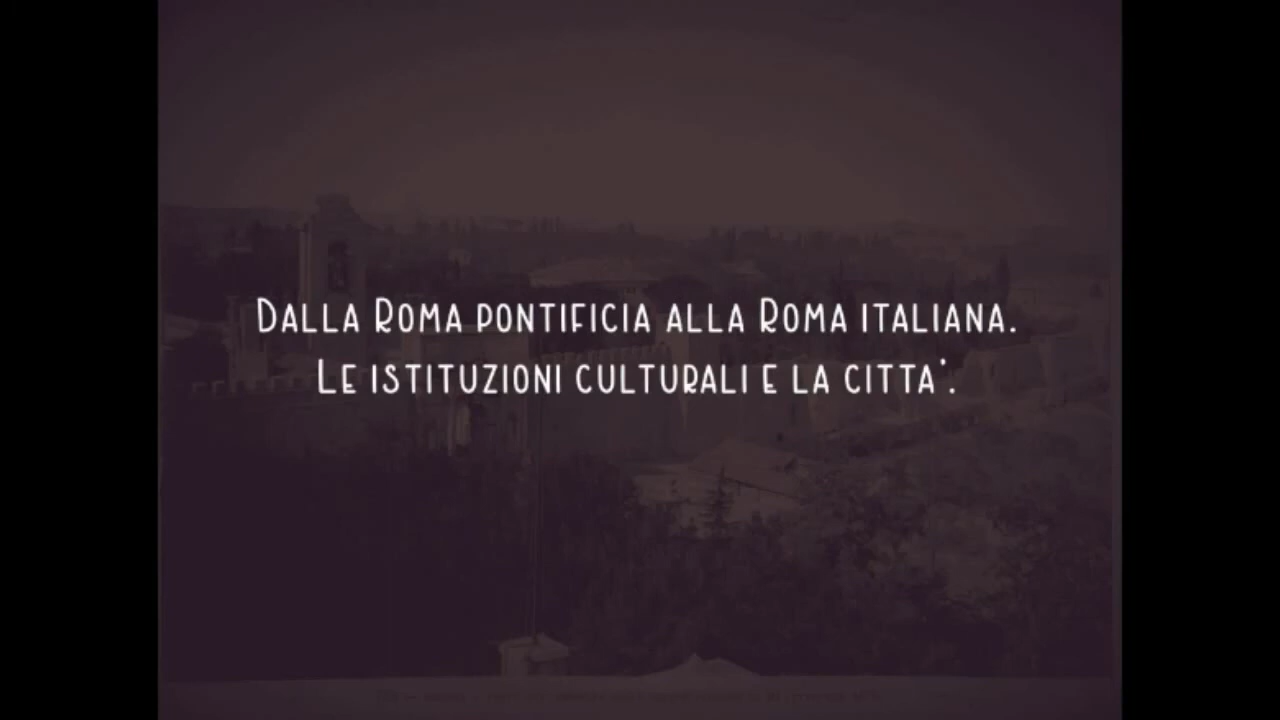 Dalla Roma pontificia alla Roma italiana.
Le istituzioni culturali e la citta'.